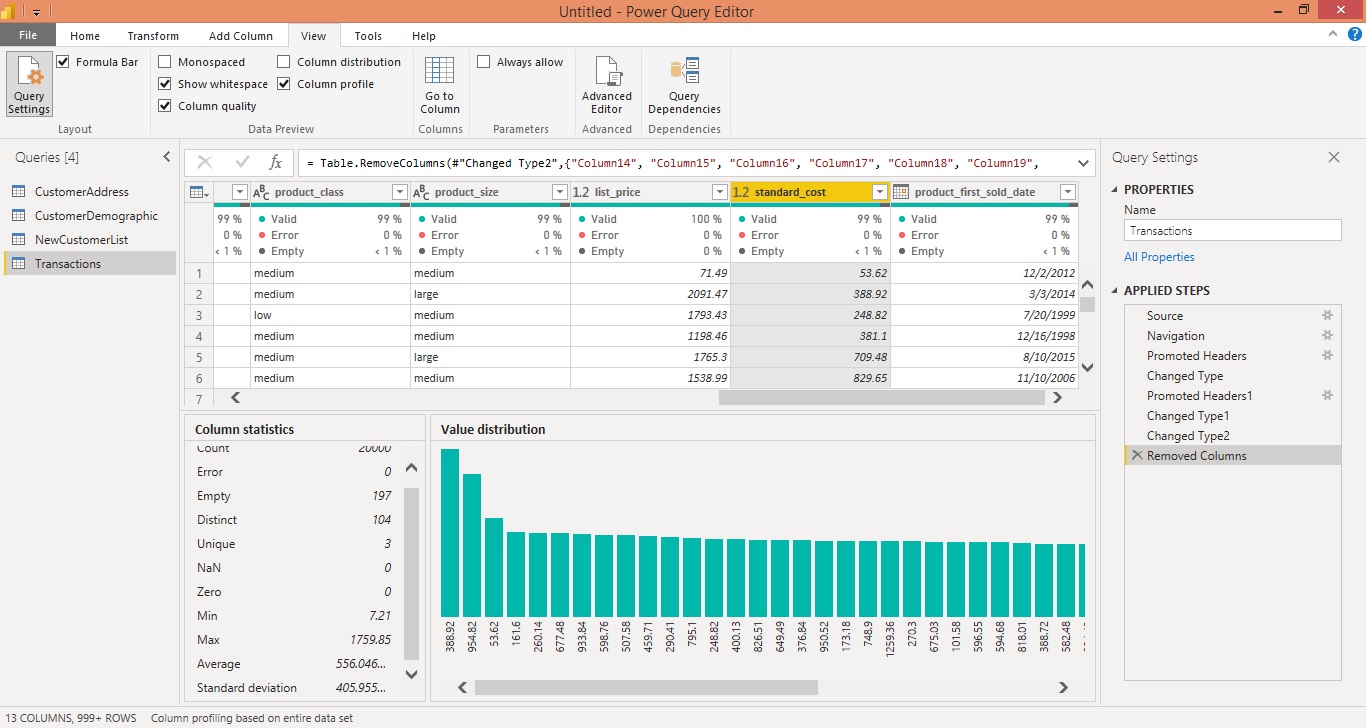 Untitled - Power Query Editor
File Home Transform Add Column View Tools Help
Query Settings
Formula Bar
Layout
Monospaced
Show whitespace
Column quality
Column distribution
Column profile
Data Preview
Go to Column
Columns
Always allow
Parameters
Advanced Editor
Advanced
Query Dependencies
Dependencies
Queries [4]
CustomerAddress
CustomerDemographic
NewCustomerList
Transactions
fx = Table.RemoveColumns(#"Changed Type2",{"Column14", "Column15", "Column16", "Column17", "Column18", "Column19",
ABC product_class ABC product_size 1.2 list_price 1.2 standard_cost product_first_sold_date
99 % Valid 99 % Valid 99 % Valid 100 % Valid 99 % Valid 99 %
0 % Error 0 % Error 0 % Error 0 % Error 0 % Error 0 %
< 1 % Empty < 1 % Empty < 1 % Empty 0 % Empty < 1 % Empty < 1 %
1 medium medium 71.49 53.62 12/2/2012
2 medium large 2091.47 388.92 3/3/2014
3 low medium 1793.43 248.82 7/20/1999
4 medium medium 1198.46 381.1 12/16/1998
5 medium large 1765.3 709.48 8/10/2015
6 medium medium 1538.99 829.65 11/10/2006
7
Column statistics
Count 20000
Error 0
Empty 197
Distinct 104
Unique 3
NaN 0
Zero 0
Min 7.21
Max 1759.85
Average 556.046...
Standard deviation 405.955...
Value distribution
388.92 954.82 53.62 161.6 260.14 677.48 933.84 598.76 507.58 459.71 290.41 795.1 248.82 400.13 826.51 649.49 376.84 950.52 173.18 748.9 1259.36 270.3 675.03 101.58 596.55 594.68 818.01 388.72 582.48
Query Settings
PROPERTIES
Name
Transactions
All Properties
APPLIED STEPS
Source
Navigation
Promoted Headers
Changed Type
Promoted Headers1
Changed Type1
Changed Type2
Removed Columns
13 COLUMNS, 999+ ROWS Column profiling based on entire data set